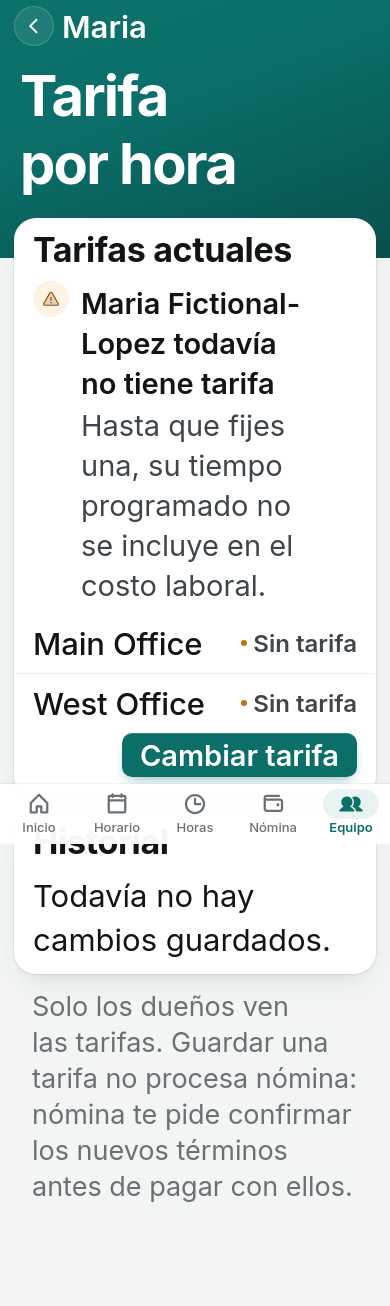 Maria
Tarifa
por hora
Tarifas actuales
Maria Fictional-
Lopez todavía
no tiene tarifa
Hasta que fijes
una, su tiempo
programado no
se incluye en el
costo laboral.
Main Office
Sin tarifa
West Office
Sin tarifa
Cambiar tarifa
Inicio
Horario
Horas
Nómina
Equipo
Historial
Todavía no hay
cambios guardados.
Solo los dueños ven
las tarifas. Guardar una
tarifa no procesa nómina:
nómina te pide confirmar
los nuevos términos
antes de pagar con ellos.